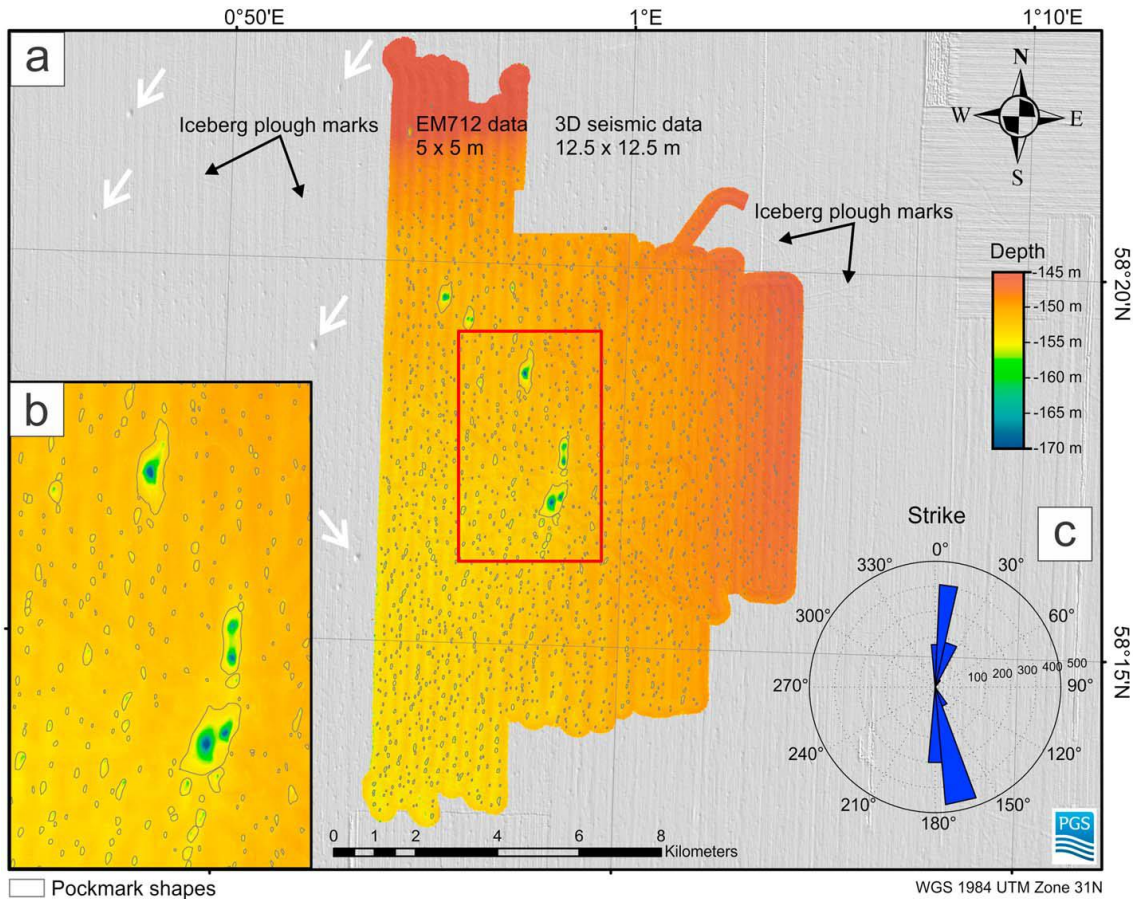 0°50'E
1°E
1°10'E
a
N
W
E
S
Iceberg plough marks
EM712 data
5 x 5 m
3D seismic data
12.5 x 12.5 m
Iceberg plough marks
Depth
-145 m
-150 m
-155 m
-160 m
-165 m
-170 m
58°20'N
b
c
Strike
0°
30°
60°
90°
120°
150°
180°
210°
240°
270°
300°
330°
100 200 300 400 500
58°15'N
PGS
0 1 2 4 6 8
Kilometers
Pockmark shapes
WGS 1984 UTM Zone 31N